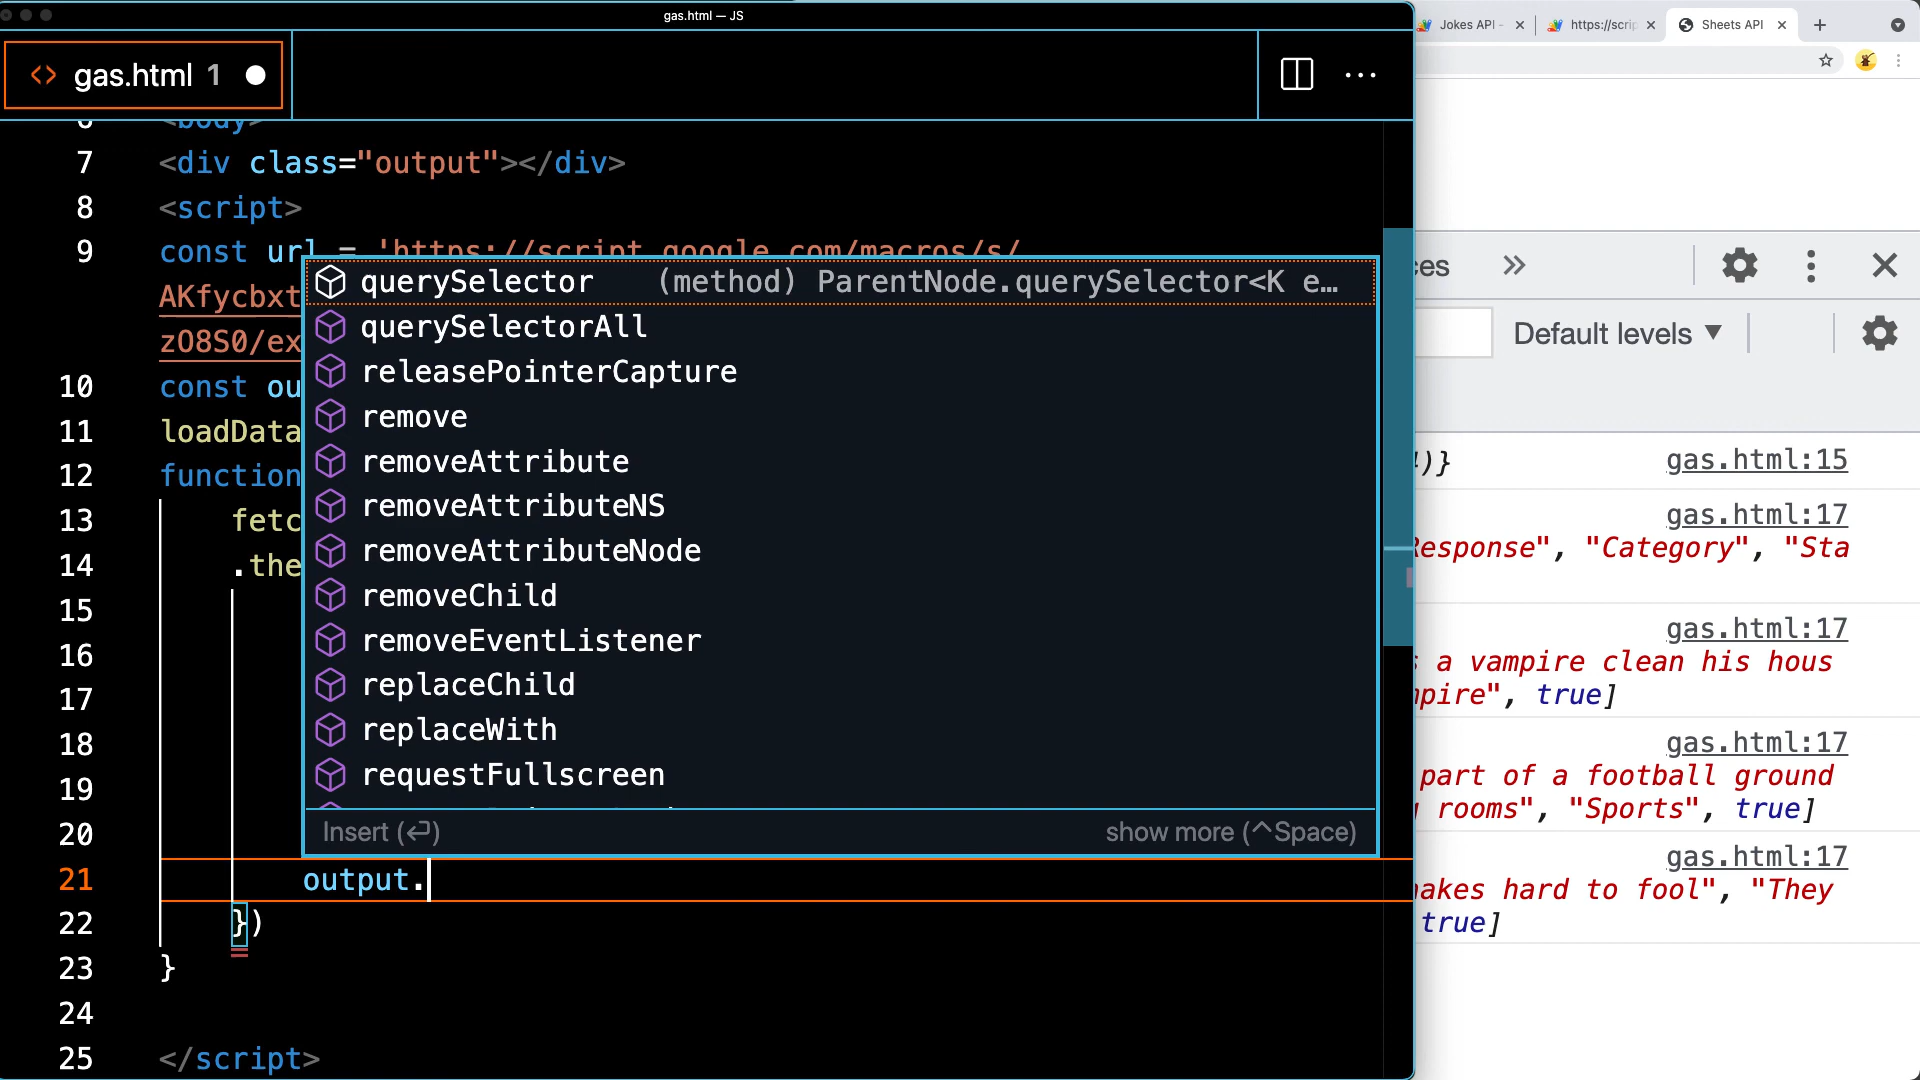 gas.html — JS
gas.html 1
<body>
7 <div class="output"></div>
8 <script>
9 const url = 'https://script.google.com/macros/s/
AKfycbxt
zO8S0/ex
10 const ou
11 loadData
12 function
13 fetc
14 .the
15
16
17
18
19
20
21 output.
22 })
23 }
24
25 </script>
querySelector (method) ParentNode.querySelector<K e…
querySelectorAll
releasePointerCapture
remove
removeAttribute
removeAttributeNS
removeAttributeNode
removeChild
removeEventListener
replaceChild
replaceWith
requestFullscreen
Insert (↵) show more (^Space)
Jokes API - × https://scrip × Sheets API × +
ces »
Default levels ▼
)} gas.html:15
gas.html:17
Response", "Category", "Sta
gas.html:17
s a vampire clean his hous
mpire", true]
gas.html:17
part of a football ground
g rooms", "Sports", true]
gas.html:17
makes hard to fool", "They
true]